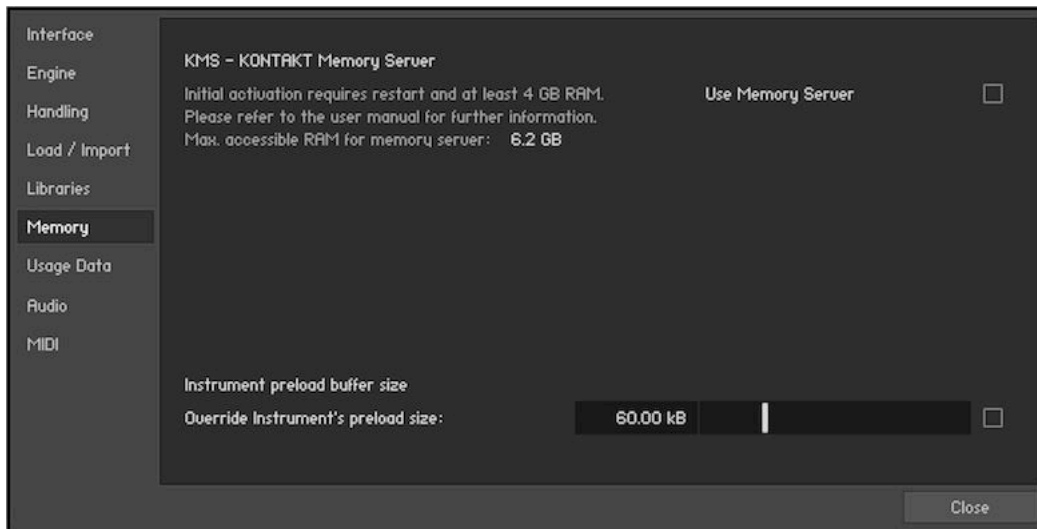 Interface
Engine
Handling
Load / Import
Libraries
Memory
Usage Data
Audio
MIDI
KMS - KONTAKT Memory Server
Initial activation requires restart and at least 4 GB RAM.
Please refer to the user manual for further information.
Max. accessible RAM for memory server: 6.2 GB
Use Memory Server
Instrument preload buffer size
Override Instrument's preload size: 60.00 kB
Close